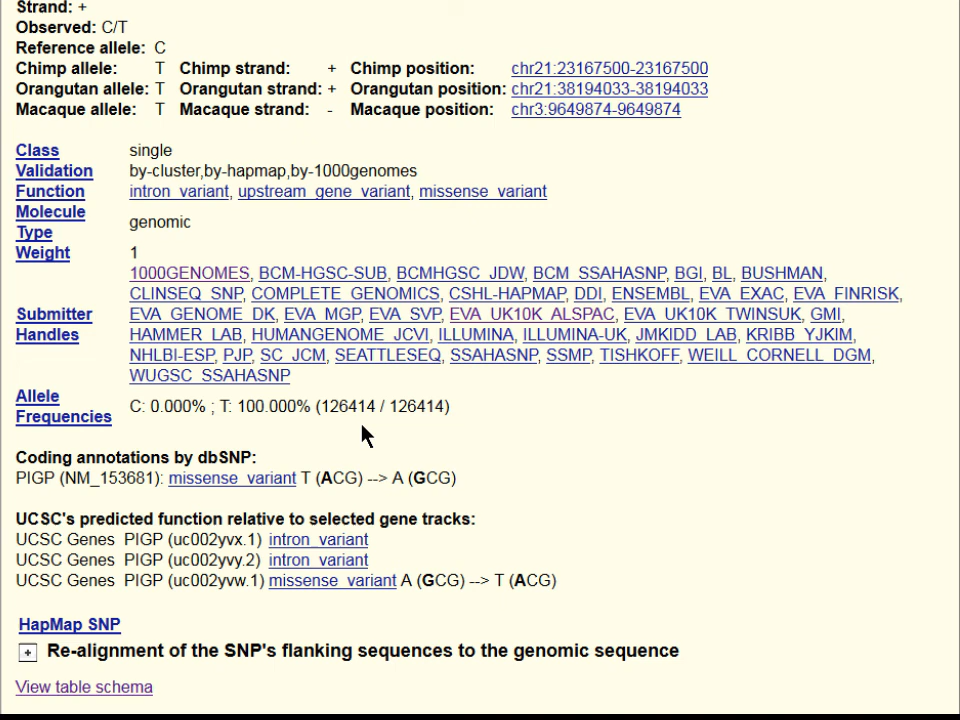 Strand: +
Observed: C/T
Reference allele: C
Chimp allele: T Chimp strand: + Chimp position: chr21:23167500-23167500
Orangutan allele: T Orangutan strand: + Orangutan position: chr21:38194033-38194033
Macaque allele: T Macaque strand: - Macaque position: chr3:9649874-9649874
Class single
Validation by-cluster,by-hapmap,by-1000genomes
Function intron_variant, upstream_gene_variant, missense_variant
Molecule Type genomic
Weight 1
Submitter Handles
1000GENOMES, BCM-HGSC-SUB, BCMHGSC_JDW, BCM_SSAHASNP, BGI, BL, BUSHMAN,
CLINSEQ_SNP, COMPLETE_GENOMICS, CSHL-HAPMAP, DDI, ENSEMBL, EVA_EXAC, EVA_FINRISK,
EVA_GENOME_DK, EVA_MGP, EVA_SVP, EVA_UK10K_ALSPAC, EVA_UK10K_TWINSUK, GMI,
HAMMER_LAB, HUMANGENOME_JCVI, ILLUMINA, ILLUMINA-UK, JMKIDD_LAB, KRIBB_YJKIM,
NHLBI-ESP, PJP, SC_JCM, SEATTLESEQ, SSAHASNP, SSMP, TISHKOFF, WEILL_CORNELL_DGM,
WUGSC_SSAHASNP
Allele Frequencies C: 0.000% ; T: 100.000% (126414 / 126414)
Coding annotations by dbSNP:
PIGP (NM_153681): missense_variant T (ACG) --> A (GCG)
UCSC's predicted function relative to selected gene tracks:
UCSC Genes PIGP (uc002yvx.1) intron_variant
UCSC Genes PIGP (uc002yvy.2) intron_variant
UCSC Genes PIGP (uc002yvw.1) missense_variant A (GCG) --> T (ACG)
HapMap SNP
+ Re-alignment of the SNP's flanking sequences to the genomic sequence
View table schema